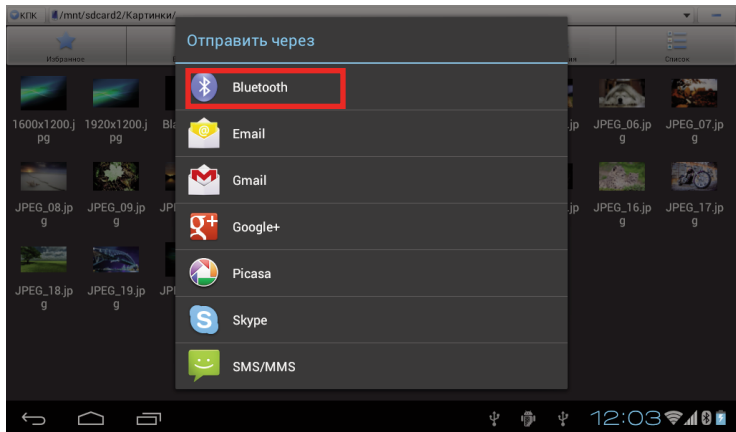 КПК /mnt/sdcard2/Картинки/
Избранное
Список
Отправить через
Bluetooth
Email
Gmail
Google+
Picasa
Skype
SMS/MMS
1600x1200.j
pg
1920x1200.j
pg
JPEG_06.jp
g
JPEG_07.jp
g
JPEG_08.jp
g
JPEG_09.jp
g
JPEG_16.jp
g
JPEG_17.jp
g
JPEG_18.jp
g
JPEG_19.jp
g
12:03